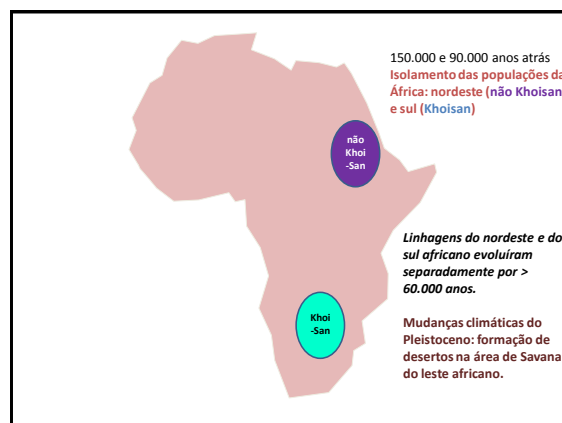 150.000 e 90.000 anos atrás
Isolamento das populações da
África: nordeste (não Khoisan
e sul (Khoisan)
não
Khoi
-San
Linhagens do nordeste e do
sul africano evoluíram
separadamente por >
60.000 anos.
Khoi
-San
Mudanças climáticas do
Pleistoceno: formação de
desertos na área de Savana
do leste africano.